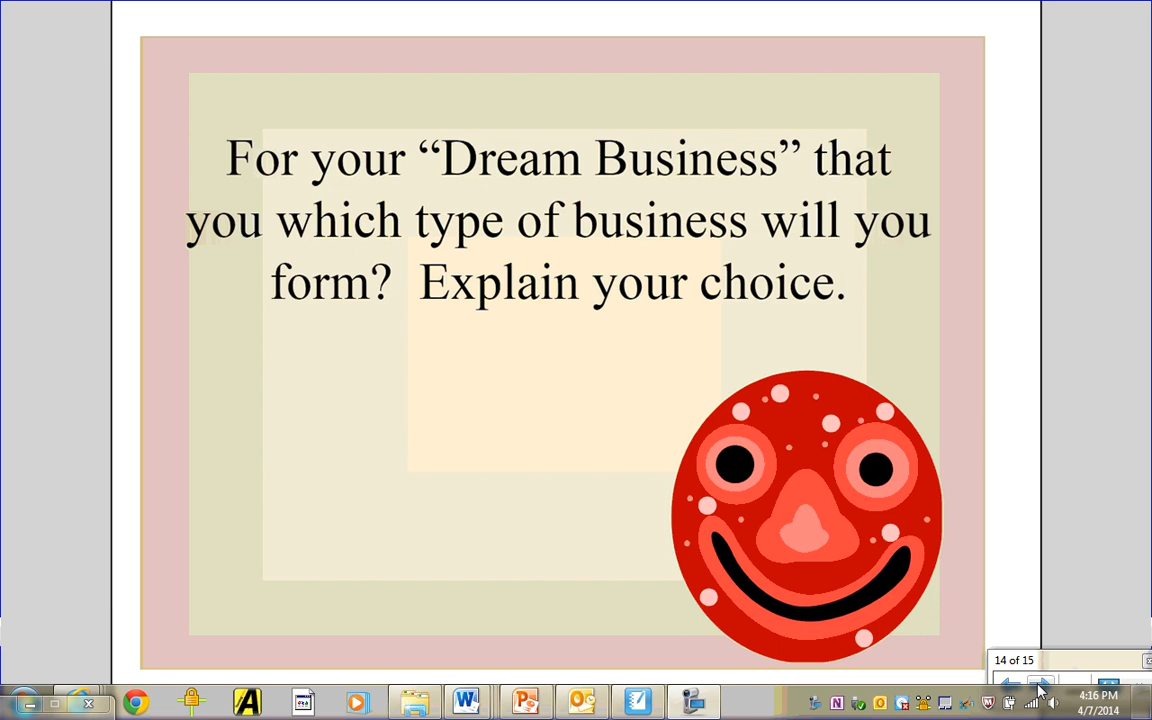 For your “Dream Business” that
you which type of business will you
form?  Explain your choice.
14 of 15
4:16 PM
4/7/2014